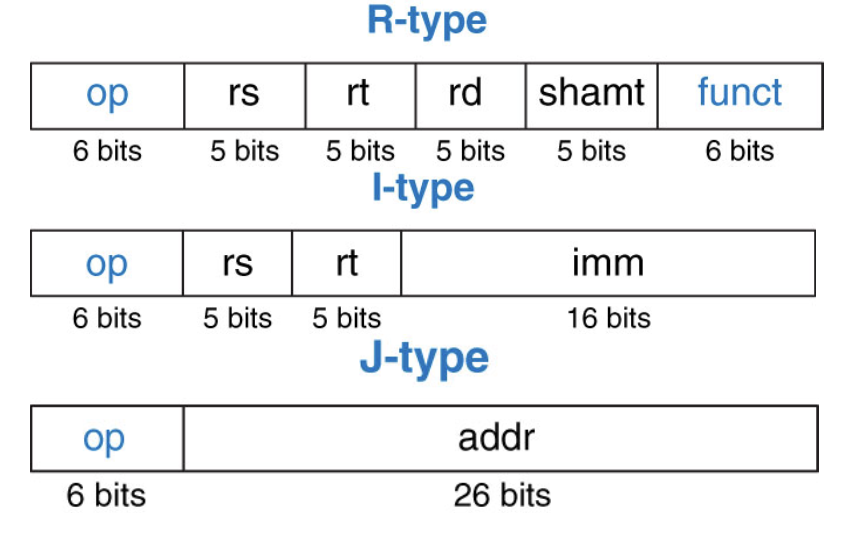 R-type
op rs rt rd shamt funct
6 bits 5 bits 5 bits 5 bits 5 bits 6 bits
I-type
op rs rt imm
6 bits 5 bits 5 bits 16 bits
J-type
op addr
6 bits 26 bits